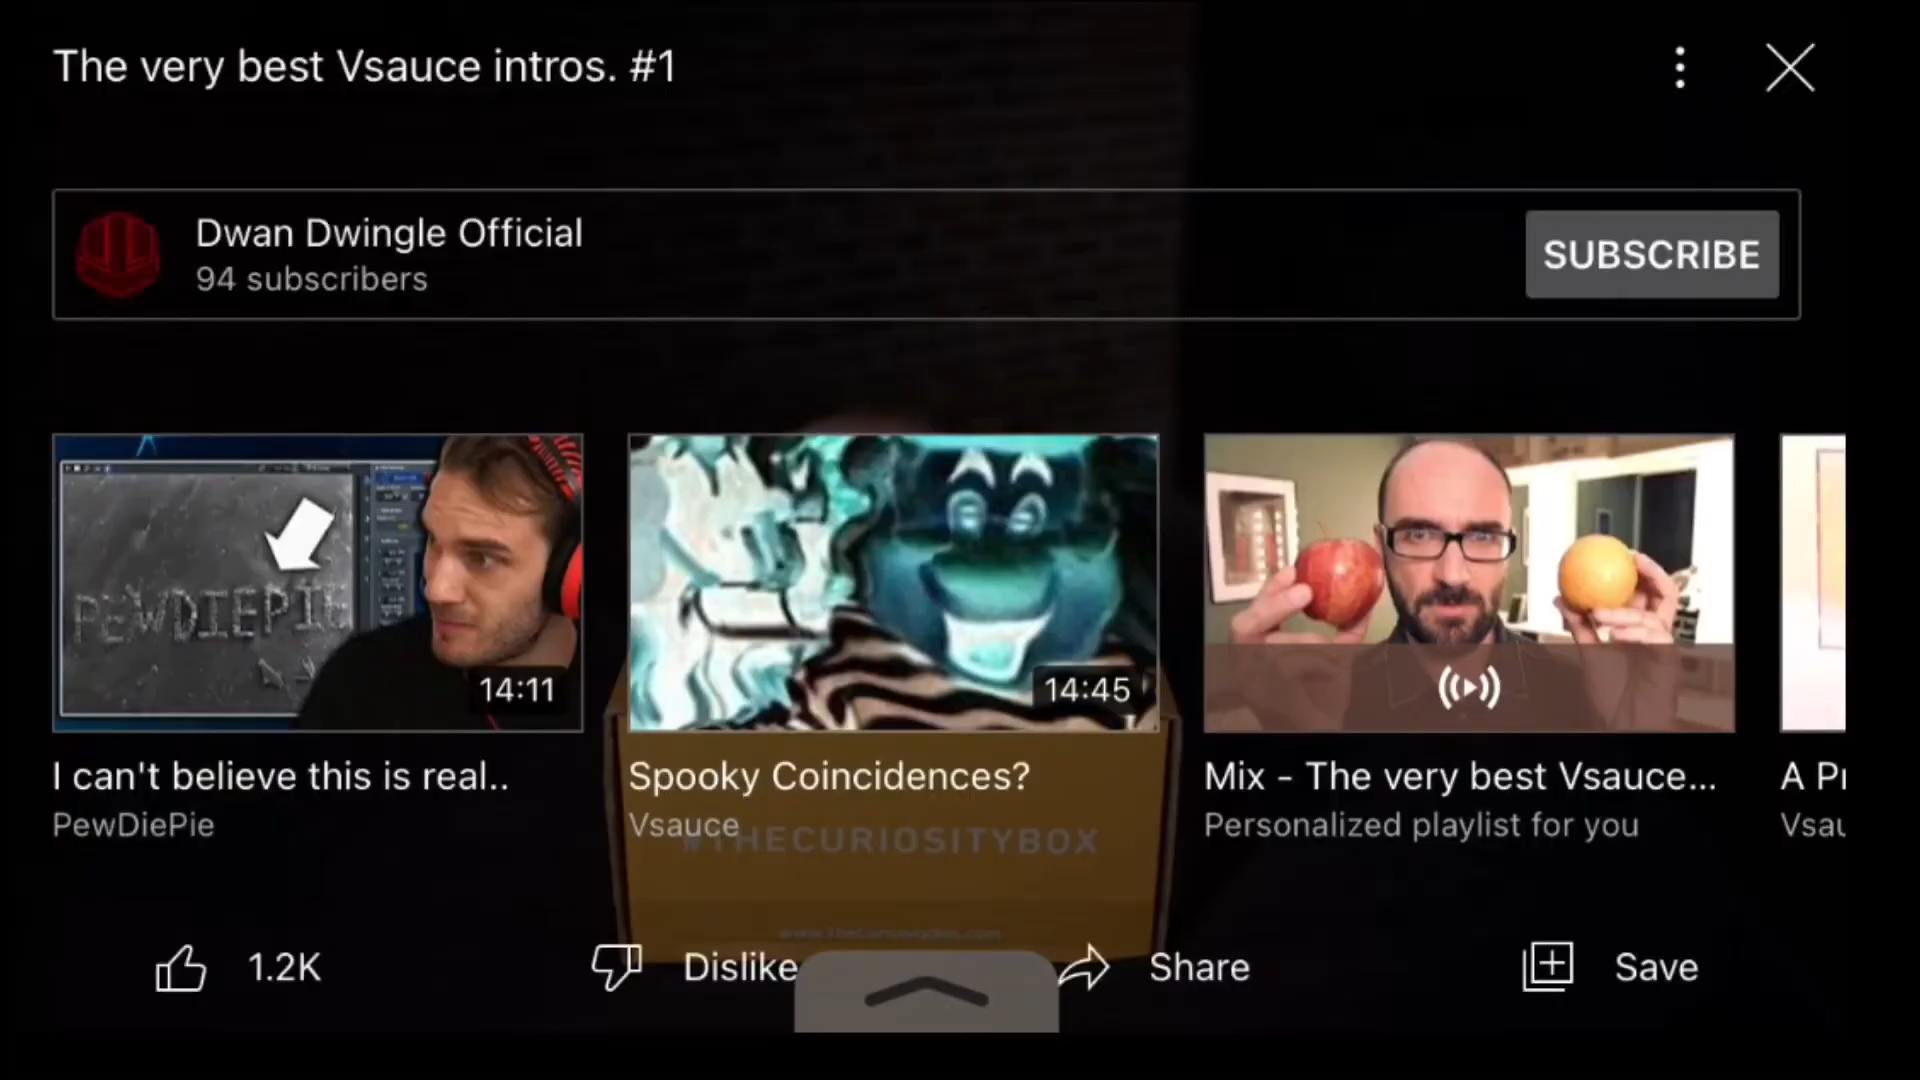 The very best Vsauce intros. #1
Dwan Dwingle Official
94 subscribers
SUBSCRIBE
PEWDIEPIE
14:11
14:45
I can't believe this is real..
PewDiePie
Spooky Coincidences?
Vsauce
#THECURIOSITYBOX
Mix - The very best Vsauce...
Personalized playlist for you
A Pr
Vsau
1.2K
Dislike
Share
Save